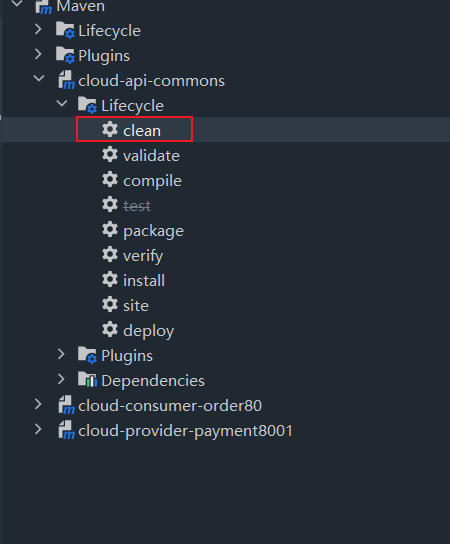 Maven
Lifecycle
Plugins
cloud-api-commons
Lifecycle
clean
validate
compile
test
package
verify
install
site
deploy
Plugins
Dependencies
cloud-consumer-order80
cloud-provider-payment8001